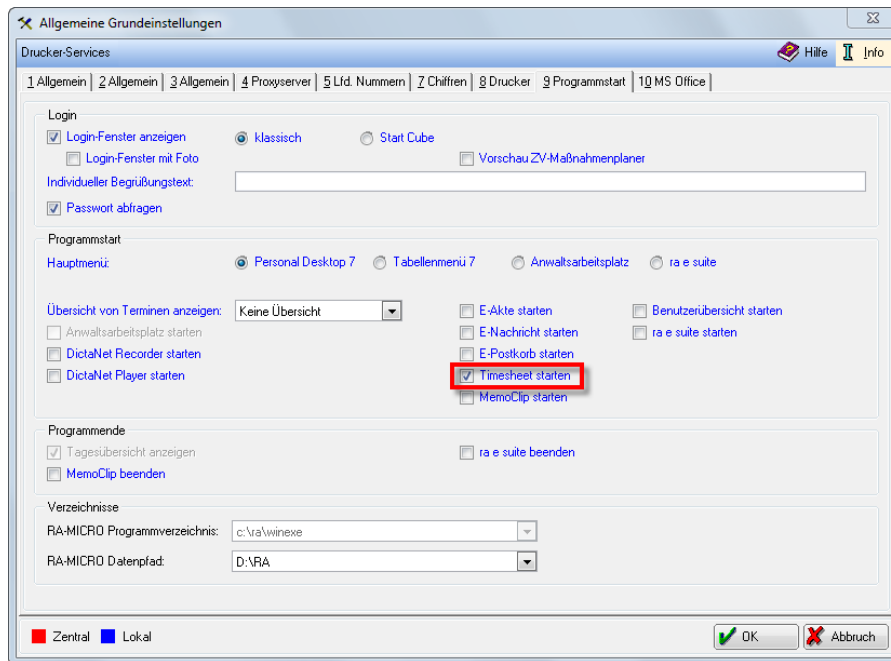 Allgemeine Grundeinstellungen
Drucker-Services Hilfe Info
1 Allgemein 2 Allgemein 3 Allgemein 4 Proxyserver 5 Lfd. Nummern 7 Chiffren 8 Drucker 9 Programmstart 10 MS Office
Login
Login-Fenster anzeigen klassisch Start Cube
Login-Fenster mit Foto Vorschau ZV-Maßnahmenplaner
Individueller Begrüßungstext:
Passwort abfragen
Programmstart
Hauptmenü: Personal Desktop 7 Tabellenmenü 7 Anwaltsarbeitsplatz ra e suite
Übersicht von Terminen anzeigen: Keine Übersicht E-Akte starten Benutzerübersicht starten
Anwaltsarbeitsplatz starten E-Nachricht starten ra e suite starten
DictaNet Recorder starten E-Postkorb starten
DictaNet Player starten Timesheet starten
MemoClip starten
Programmende
Tagesübersicht anzeigen ra e suite beenden
MemoClip beenden
Verzeichnisse
RA-MICRO Programmverzeichnis: c:\ra\winexe
RA-MICRO Datenpfad: D:\RA
Zentral Lokal OK Abbruch